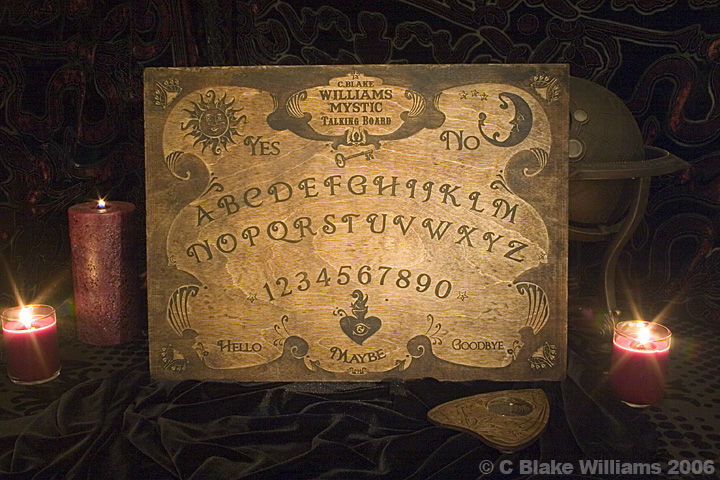 C. BLAKE
WILLIAMS
MYSTIC
TALKING BOARD
YES
NO
ABCDEFGHIJKLM
NOPQRSTUVWXYZ
1234567890
&
HELLO
MAYBE
GOODBYE
© C Blake Williams 2006